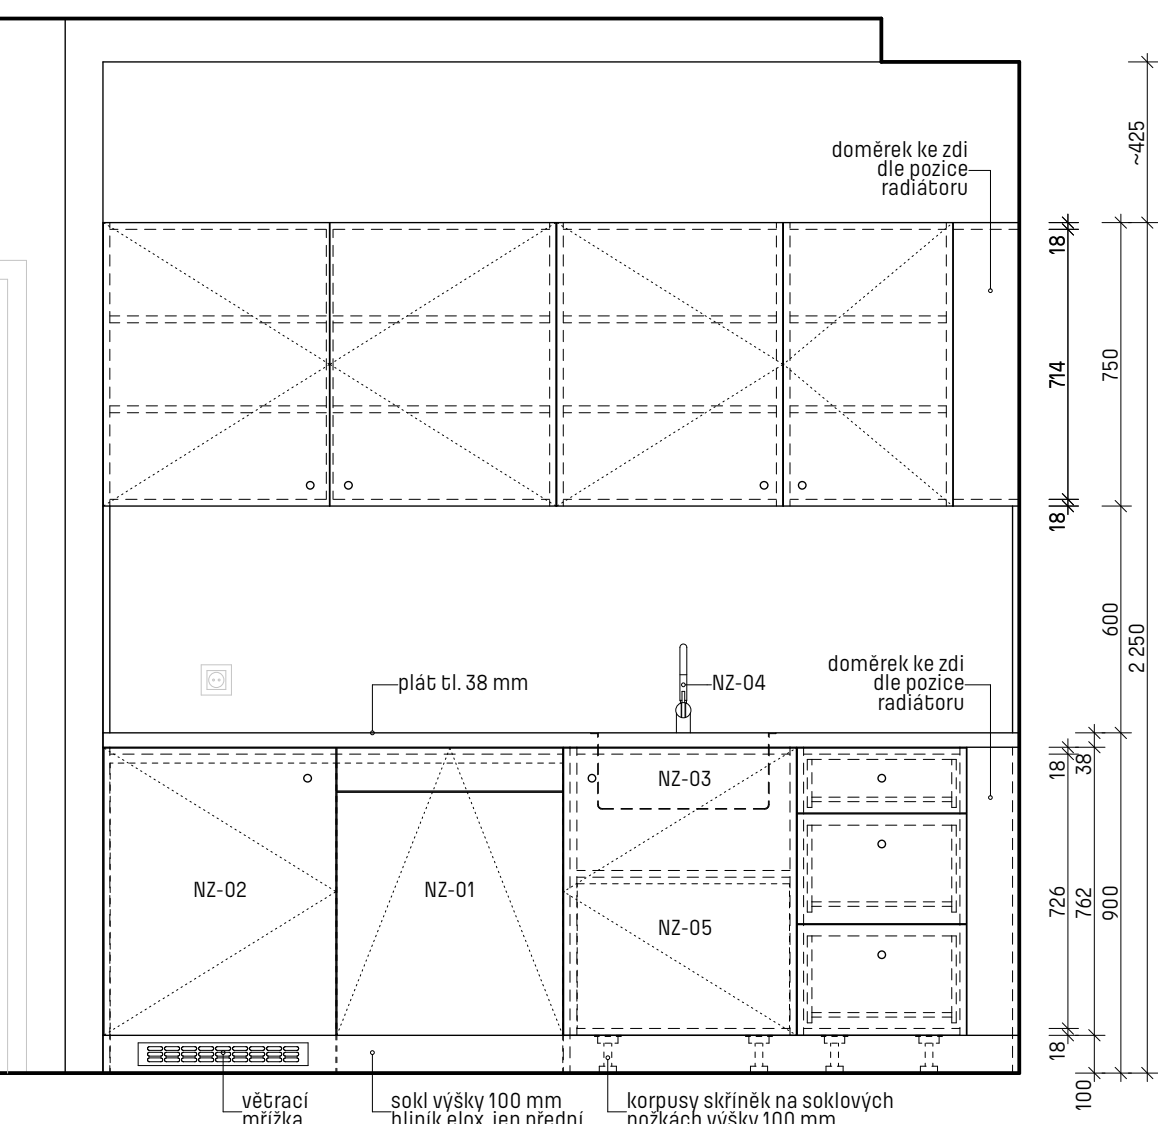 doměrek ke zdi
dle pozice
radiátoru
~425
18
714
750
18
600
2 250
plát tl. 38 mm
NZ-04
doměrek ke zdi
dle pozice
radiátoru
18
38
NZ-03
NZ-02
NZ-01
NZ-05
726
762
900
18
100
větrací
mřížka
sokl výšky 100 mm
hliník elox. jen přední
korpusy skříněk na soklových
nožkách výšky 100 mm